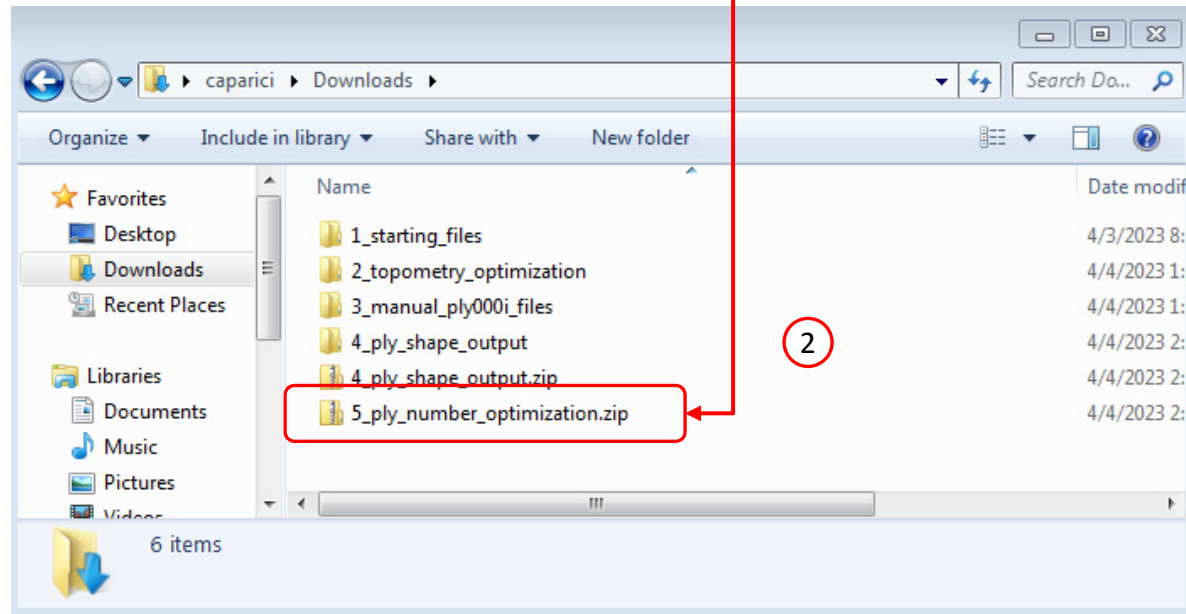 caparici Downloads
Search Do...
Organize Include in library Share with New folder
Name Date modif
Favorites
Desktop
Downloads
Recent Places
Libraries
Documents
Music
Pictures
Videos
1_starting_files 4/3/2023 8:
2_topometry_optimization 4/4/2023 1:
3_manual_ply000i_files 4/4/2023 1:
4_ply_shape_output 4/4/2023 2:
4_ply_shape_output.zip 4/4/2023 2:
5_ply_number_optimization.zip 4/4/2023 2:
2
6 items